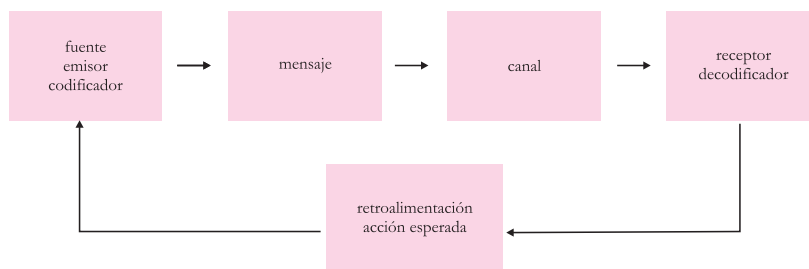 fuente
emisor
codificador
mensaje
canal
receptor
decodificador
retroalimentación
acción esperada